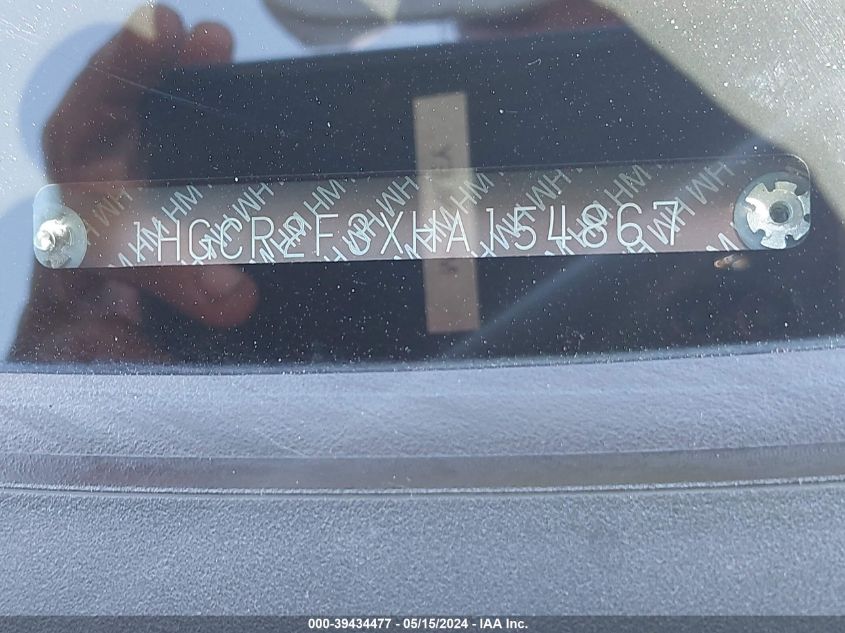 1HGCR2F3XHA154867
000-39434477 - 05/15/2024 - IAA Inc.